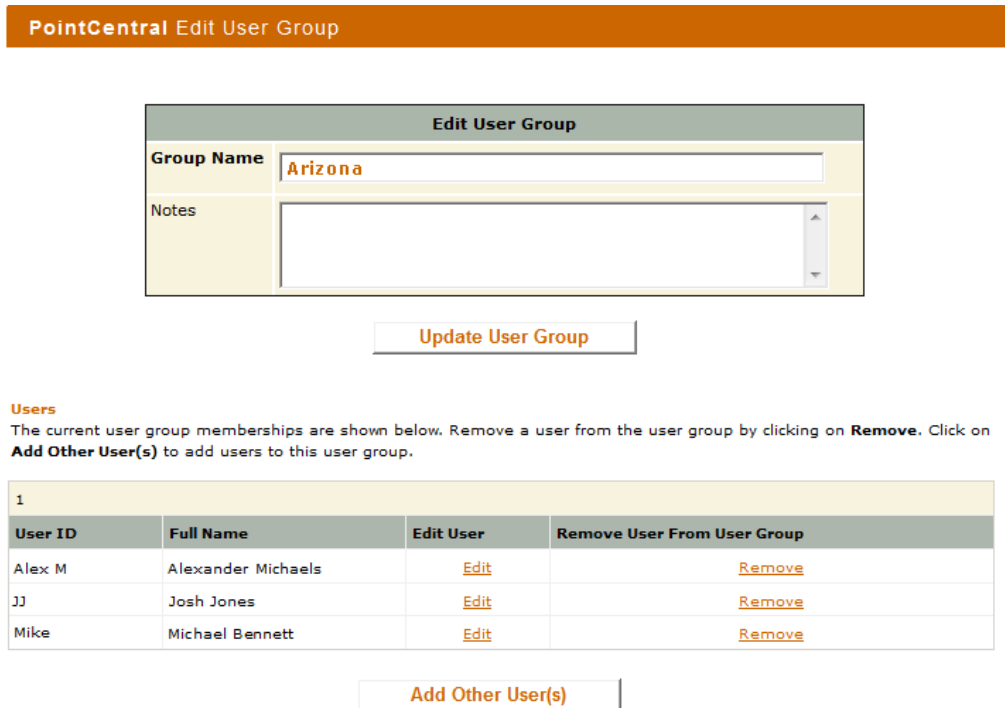 PointCentral Edit User Group
Edit User Group
Group Name Arizona
Notes
Update User Group
Users
The current user group memberships are shown below. Remove a user from the user group by clicking on Remove. Click on
Add Other User(s) to add users to this user group.
1
User ID Full Name Edit User Remove User From User Group
Alex M Alexander Michaels Edit Remove
JJ Josh Jones Edit Remove
Mike Michael Bennett Edit Remove
Add Other User(s)